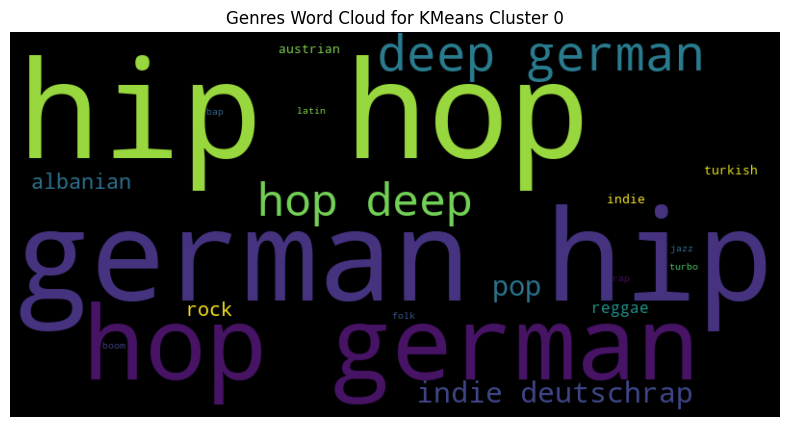 Genres Word Cloud for KMeans Cluster 0
austrian
deep german
hip hop
bap
latin
albanian
turkish
hop deep
indie
german hip
jazz
turbo
rap
pop
rock
reggae
folk
hop german
boom
indie deutschrap